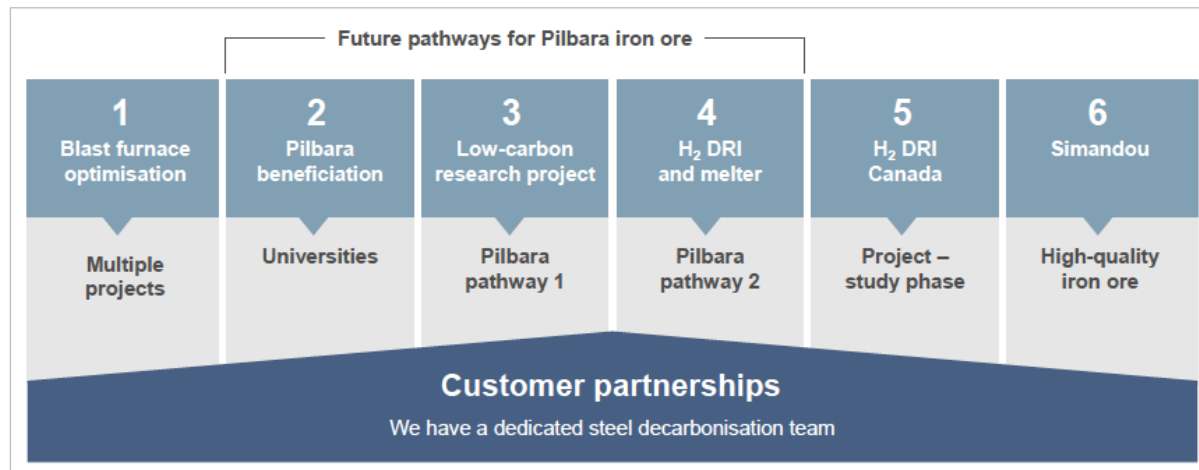 Future pathways for Pilbara iron ore
1
Blast furnace
optimisation
2
Pilbara
beneficiation
3
Low-carbon
research project
4
H₂ DRI
and melter
5
H₂ DRI
Canada
6
Simandou
Multiple
projects
Universities
Pilbara
pathway 1
Pilbara
pathway 2
Project –
study phase
High-quality
iron ore
Customer partnerships
We have a dedicated steel decarbonisation team